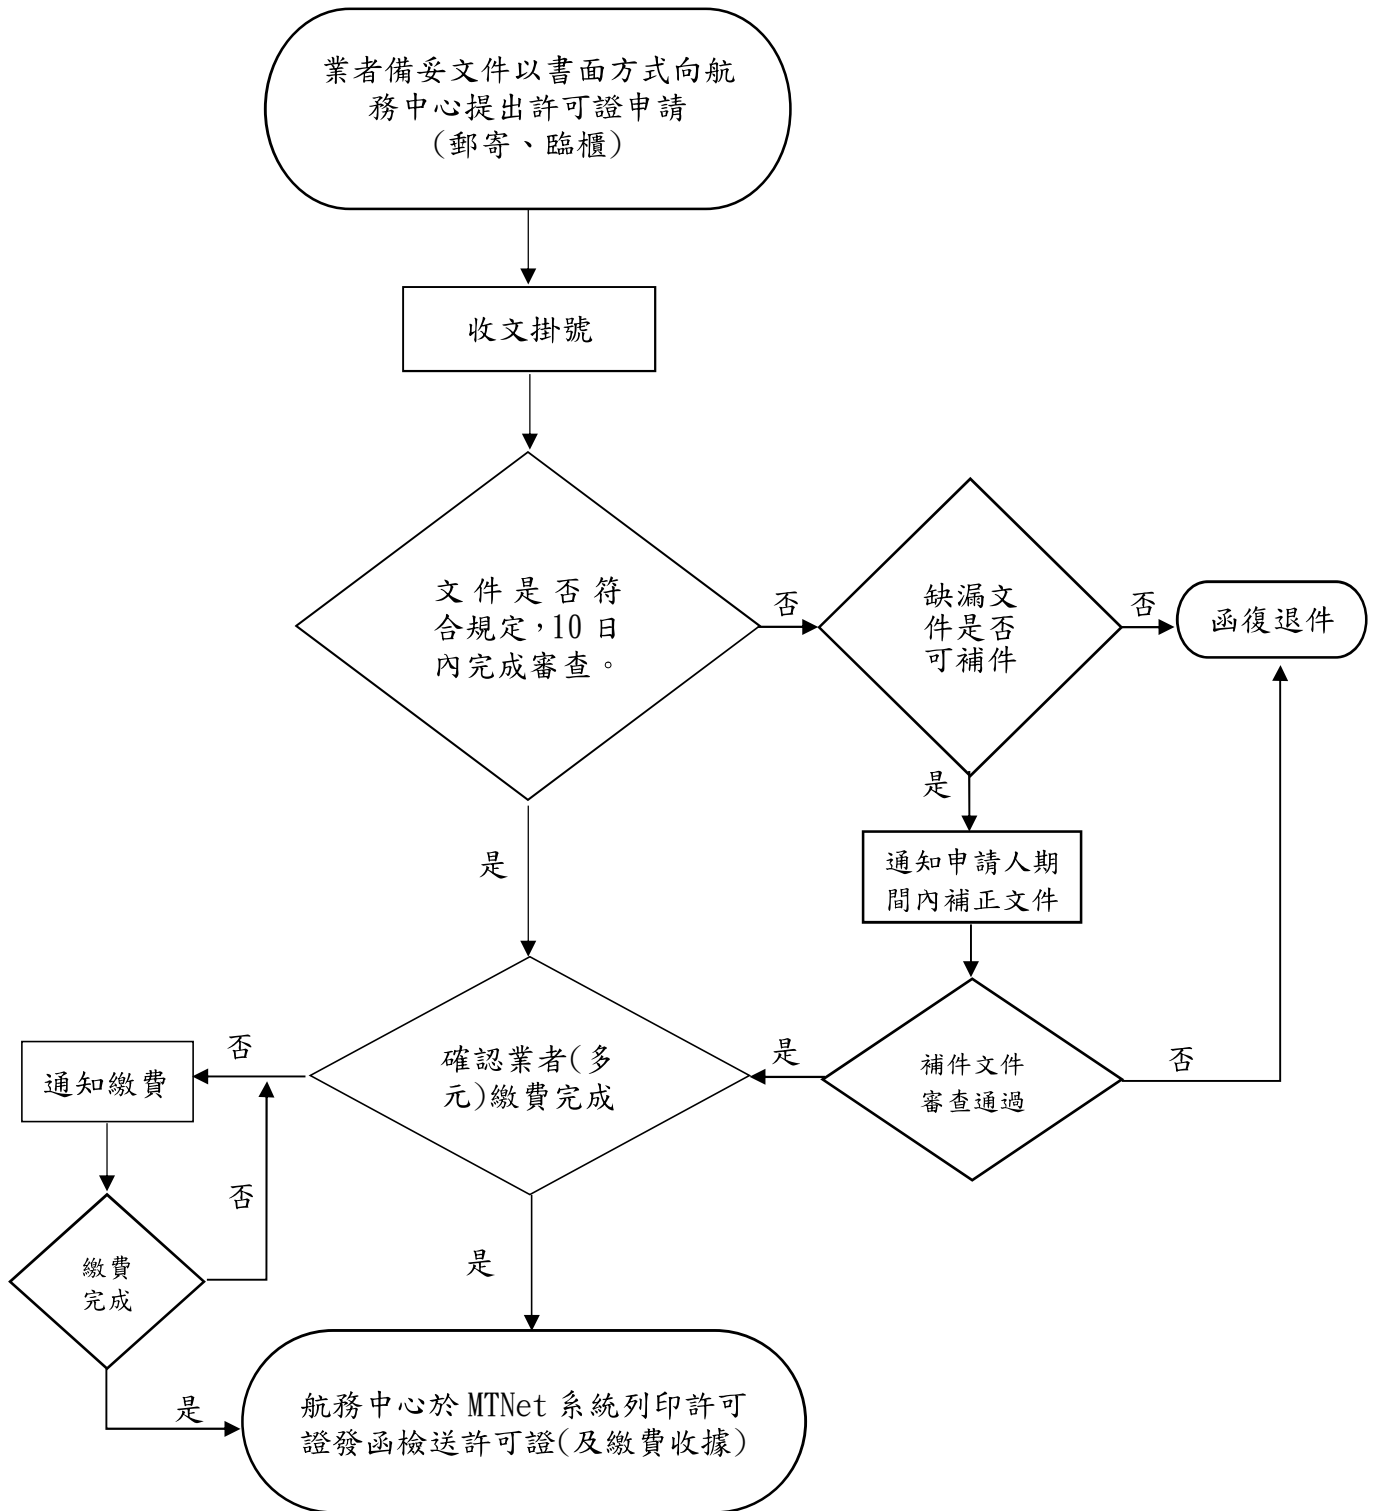 業者備妥文件以書面方式向航
務中心提出許可證申請
(郵寄、臨櫃)
收文掛號
文件是否符
合規定，10日
內完成審查。
否
缺漏文
件是否
可補件
否
函復退件
是
通知申請人期
間內補正文件
是
補件文件
審查通過
否
是
確認業者(多
元)繳費完成
否
通知繳費
否
繳費
完成
是
是
航務中心於 MTNet 系統列印許可
證發函檢送許可證(及繳費收據)